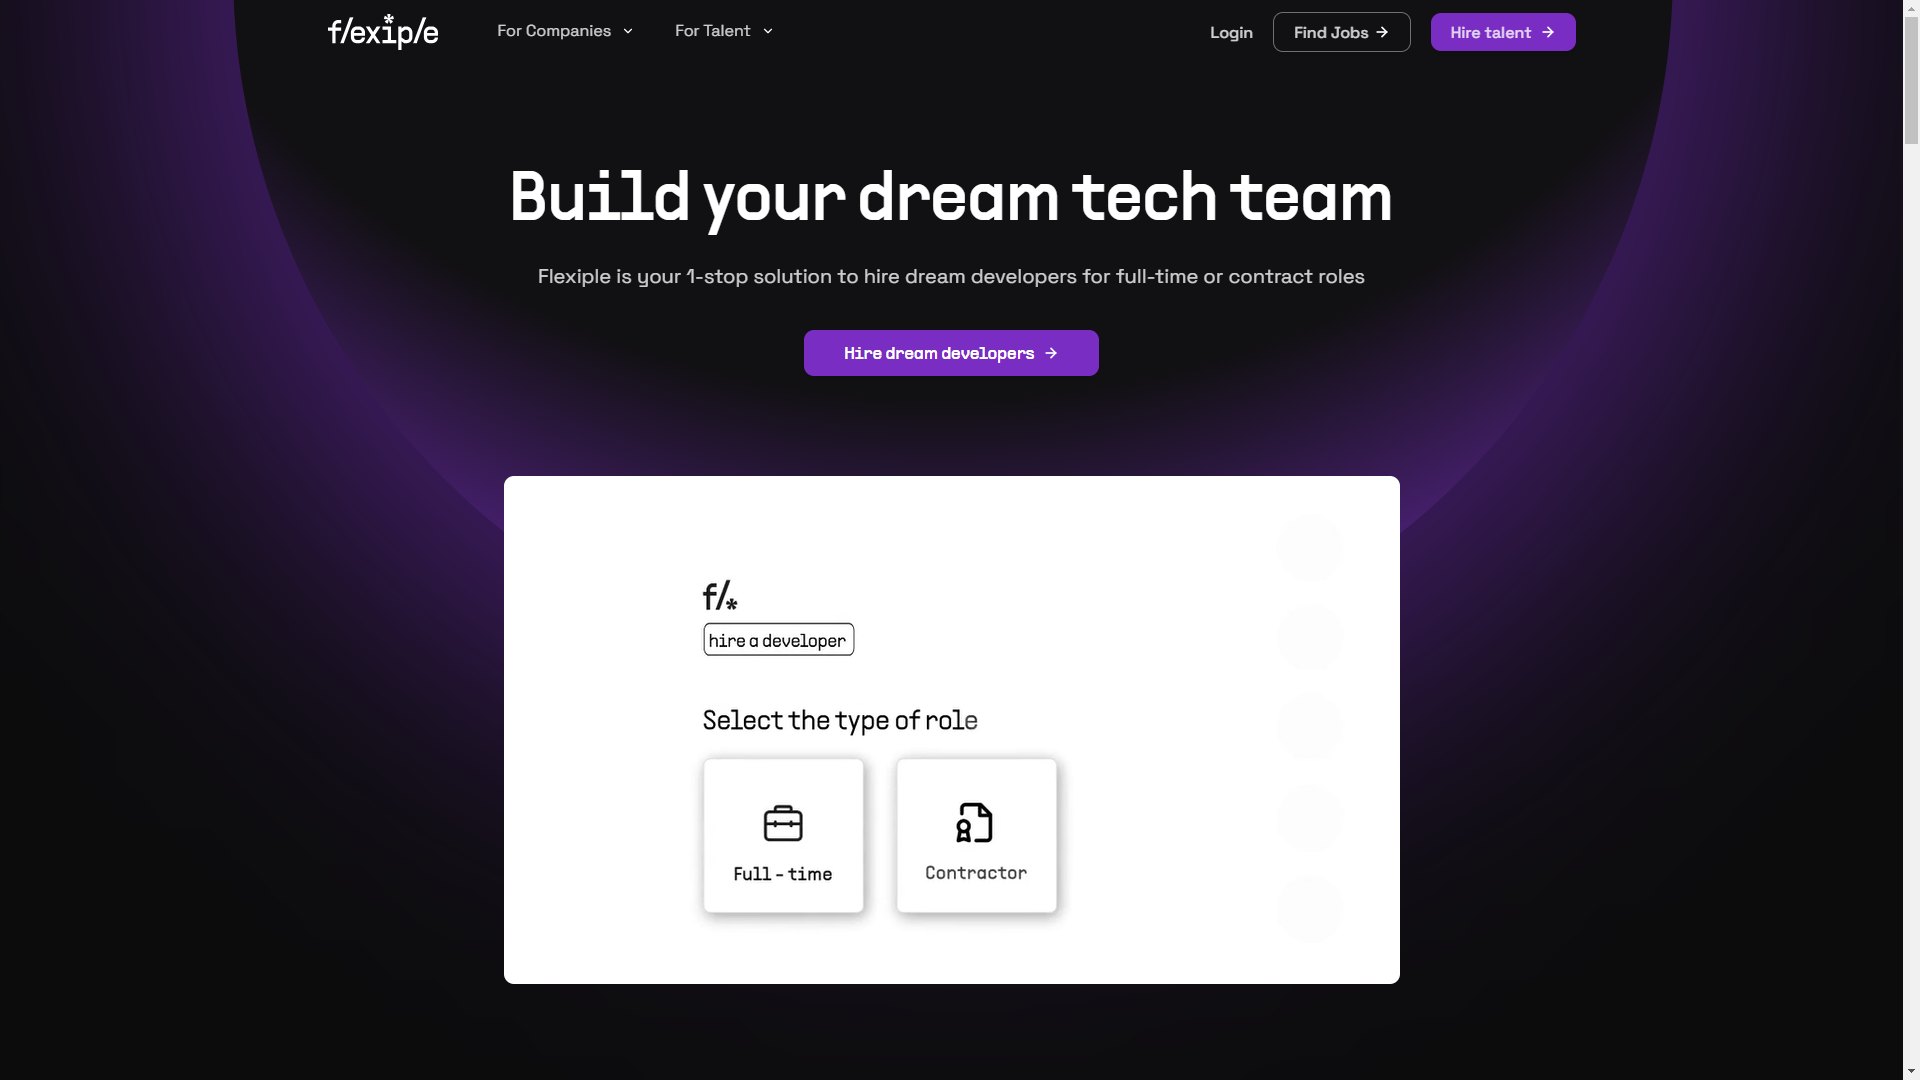 f/exip/e
For Companies
For Talent
Login
Find Jobs →
Hire talent →
Build your dream tech team
Flexiple is your 1-stop solution to hire dream developers for full-time or contract roles
Hire dream developers →
f/*
hire a developer
Select the type of role
Full - time
Contractor